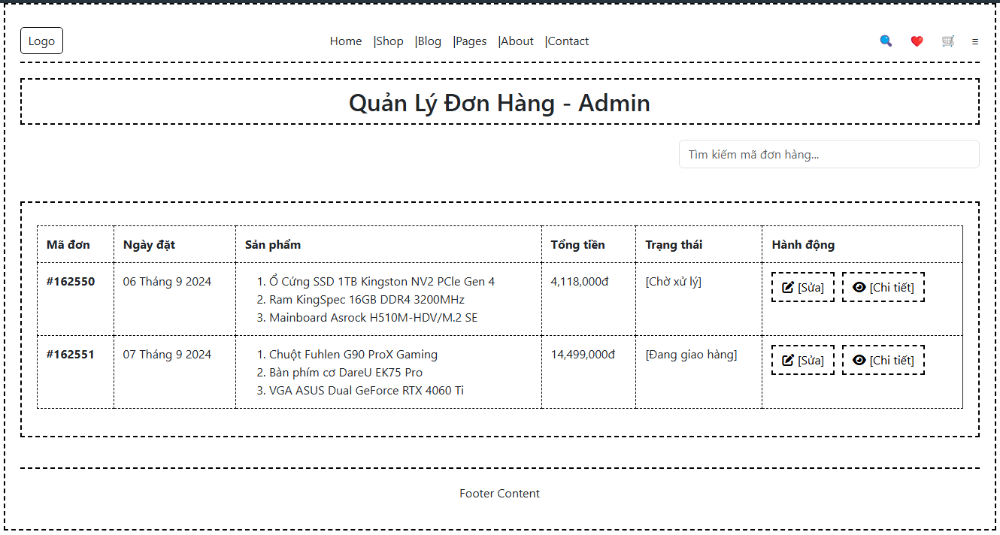 Logo
Home |Shop |Blog |Pages |About |Contact
Quản Lý Đơn Hàng - Admin
Tìm kiếm mã đơn hàng...
Mã đơn Ngày đặt Sản phẩm Tổng tiền Trạng thái Hành động
#162550 06 Tháng 9 2024 1. Ổ Cứng SSD 1TB Kingston NV2 PCIe Gen 4 4,118,000đ [Chờ xử lý] [Sửa] [Chi tiết]
2. Ram KingSpec 16GB DDR4 3200MHz
3. Mainboard Asrock H510M-HDV/M.2 SE
#162551 07 Tháng 9 2024 1. Chuột Fuhlen G90 ProX Gaming 14,499,000đ [Đang giao hàng] [Sửa] [Chi tiết]
2. Bàn phím cơ DareU EK75 Pro
3. VGA ASUS Dual GeForce RTX 4060 Ti
Footer Content